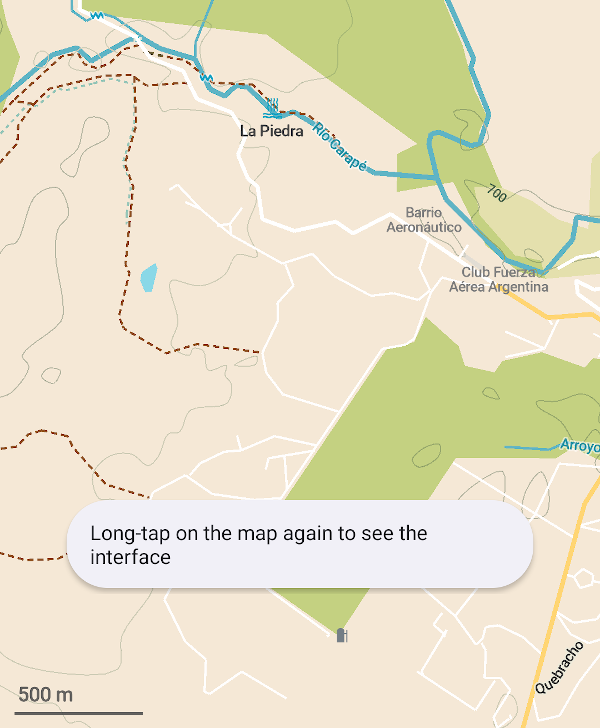 La Piedra
Río Carapé
700
Barrio
Aeronáutico
Club Fuerza
Aérea Argentina
Arroyo
Long-tap on the map again to see the
interface
Quebracho
500 m